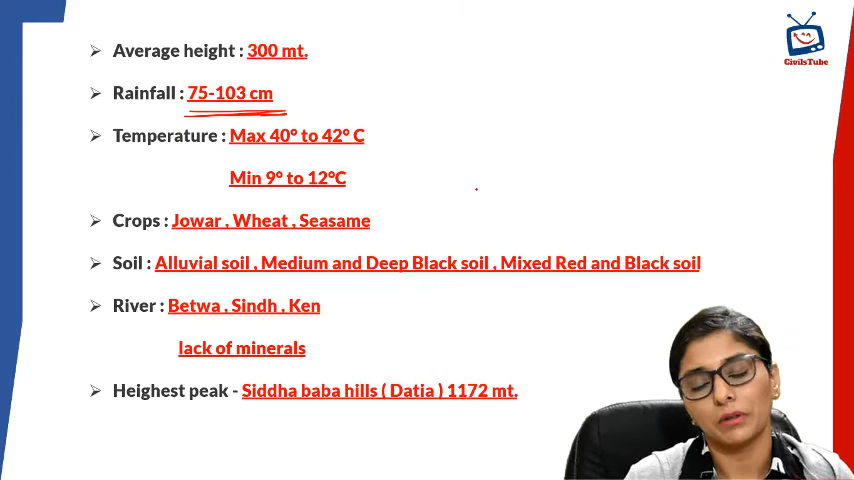 Average height : 300 mt.
CivilsTube
Rainfall : 75-103 cm
Temperature : Max 40° to 42° C
Min 9° to 12°C
Crops : Jowar , Wheat , Seasame
Soil : Alluvial soil , Medium and Deep Black soil , Mixed Red and Black soil
River : Betwa , Sindh , Ken
lack of minerals
Heighest peak - Siddha baba hills ( Datia ) 1172 mt.